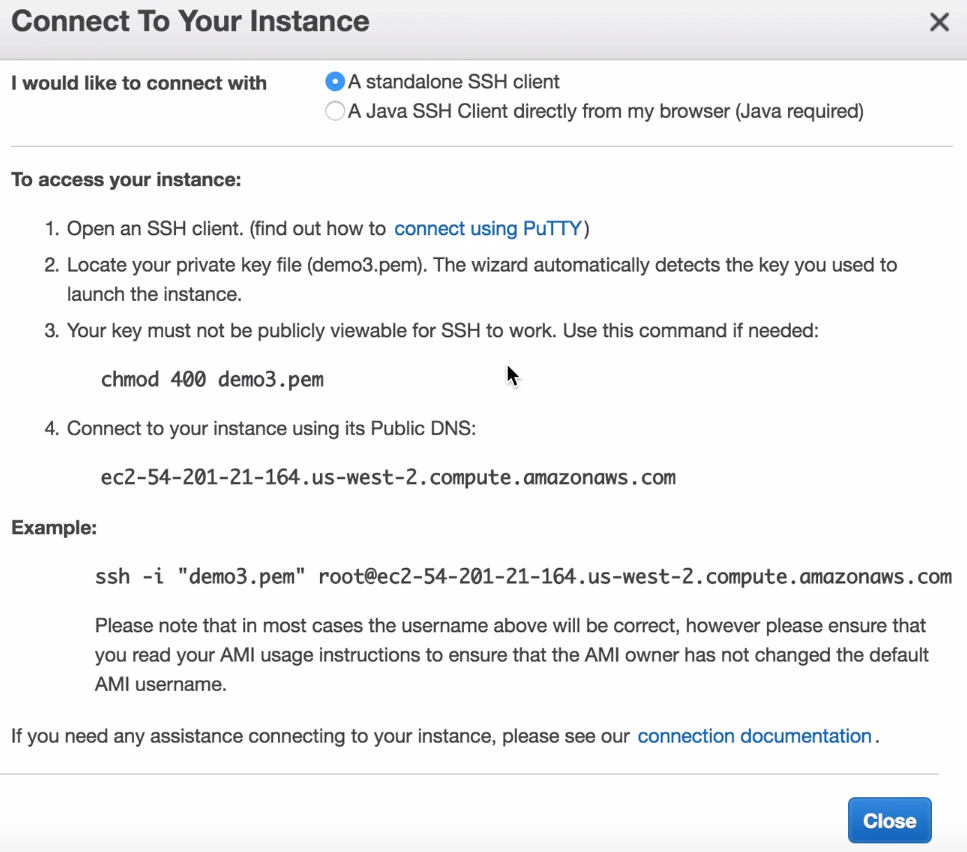 Connect To Your Instance
I would like to connect with
A standalone SSH client
A Java SSH Client directly from my browser (Java required)
To access your instance:
1. Open an SSH client. (find out how to connect using PuTTY)
2. Locate your private key file (demo3.pem). The wizard automatically detects the key you used to
launch the instance.
3. Your key must not be publicly viewable for SSH to work. Use this command if needed:
chmod 400 demo3.pem
4. Connect to your instance using its Public DNS:
ec2-54-201-21-164.us-west-2.compute.amazonaws.com
Example:
ssh -i "demo3.pem" root@ec2-54-201-21-164.us-west-2.compute.amazonaws.com
Please note that in most cases the username above will be correct, however please ensure that
you read your AMI usage instructions to ensure that the AMI owner has not changed the default
AMI username.
If you need any assistance connecting to your instance, please see our connection documentation.
Close